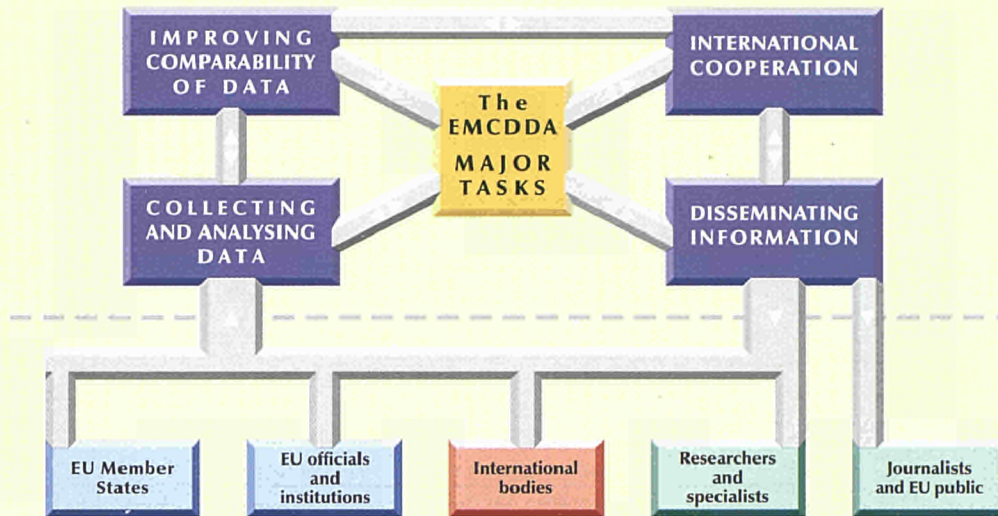 IMPROVING
COMPARABILITY
OF DATA
INTERNATIONAL
COOPERATION
The
EMCDDA
MAJOR
TASKS
COLLECTING
AND ANALYSING
DATA
DISSEMINATING
INFORMATION
EU Member
States
EU officials
and
institutions
International
bodies
Researchers
and
specialists
Journalists
and EU public